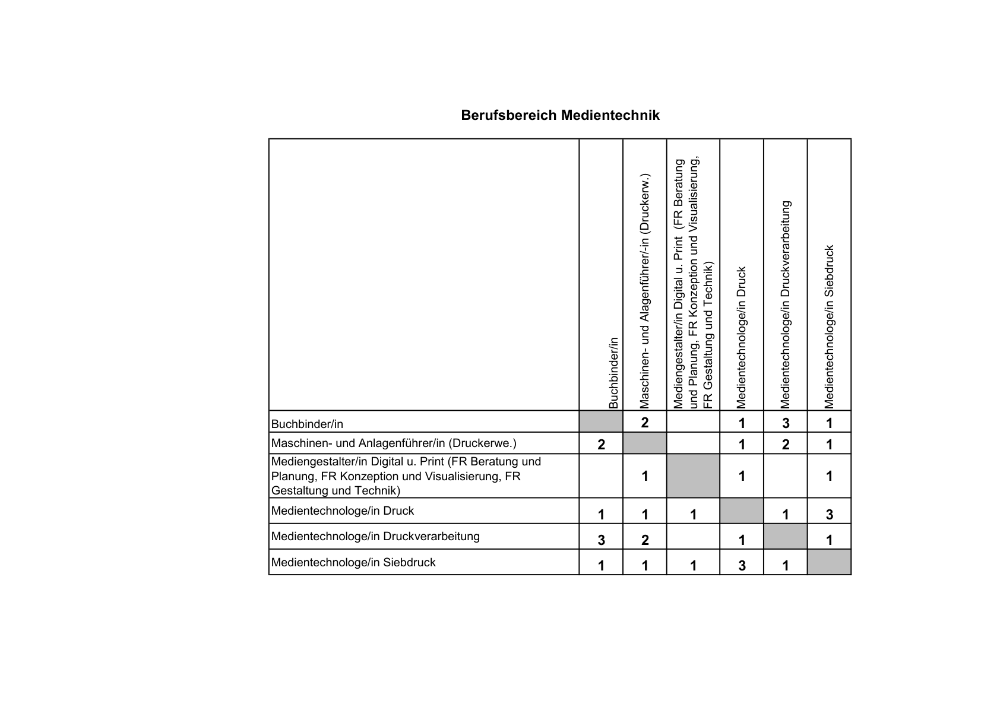 Berufsbereich Medientechnik
Buchbinder/in
Maschinen- und Alagenführer/-in (Druckerw.)
Mediengestalter/in Digital u. Print  (FR Beratung
und Planung, FR Konzeption und Visualisierung,
FR Gestaltung und Technik)
Medientechnologe/in Druck
Medientechnologe/in Druckverarbeitung
Medientechnologe/in Siebdruck
Buchbinder/in 2 1 3 1
Maschinen- und Anlagenführer/in (Druckerwe.) 2 1 2 1
Mediengestalter/in Digital u. Print (FR Beratung und
Planung, FR Konzeption und Visualisierung, FR 1 1 1
Gestaltung und Technik)
Medientechnologe/in Druck 1 1 1 1 3
Medientechnologe/in Druckverarbeitung 3 2 1 1
Medientechnologe/in Siebdruck 1 1 1 3 1